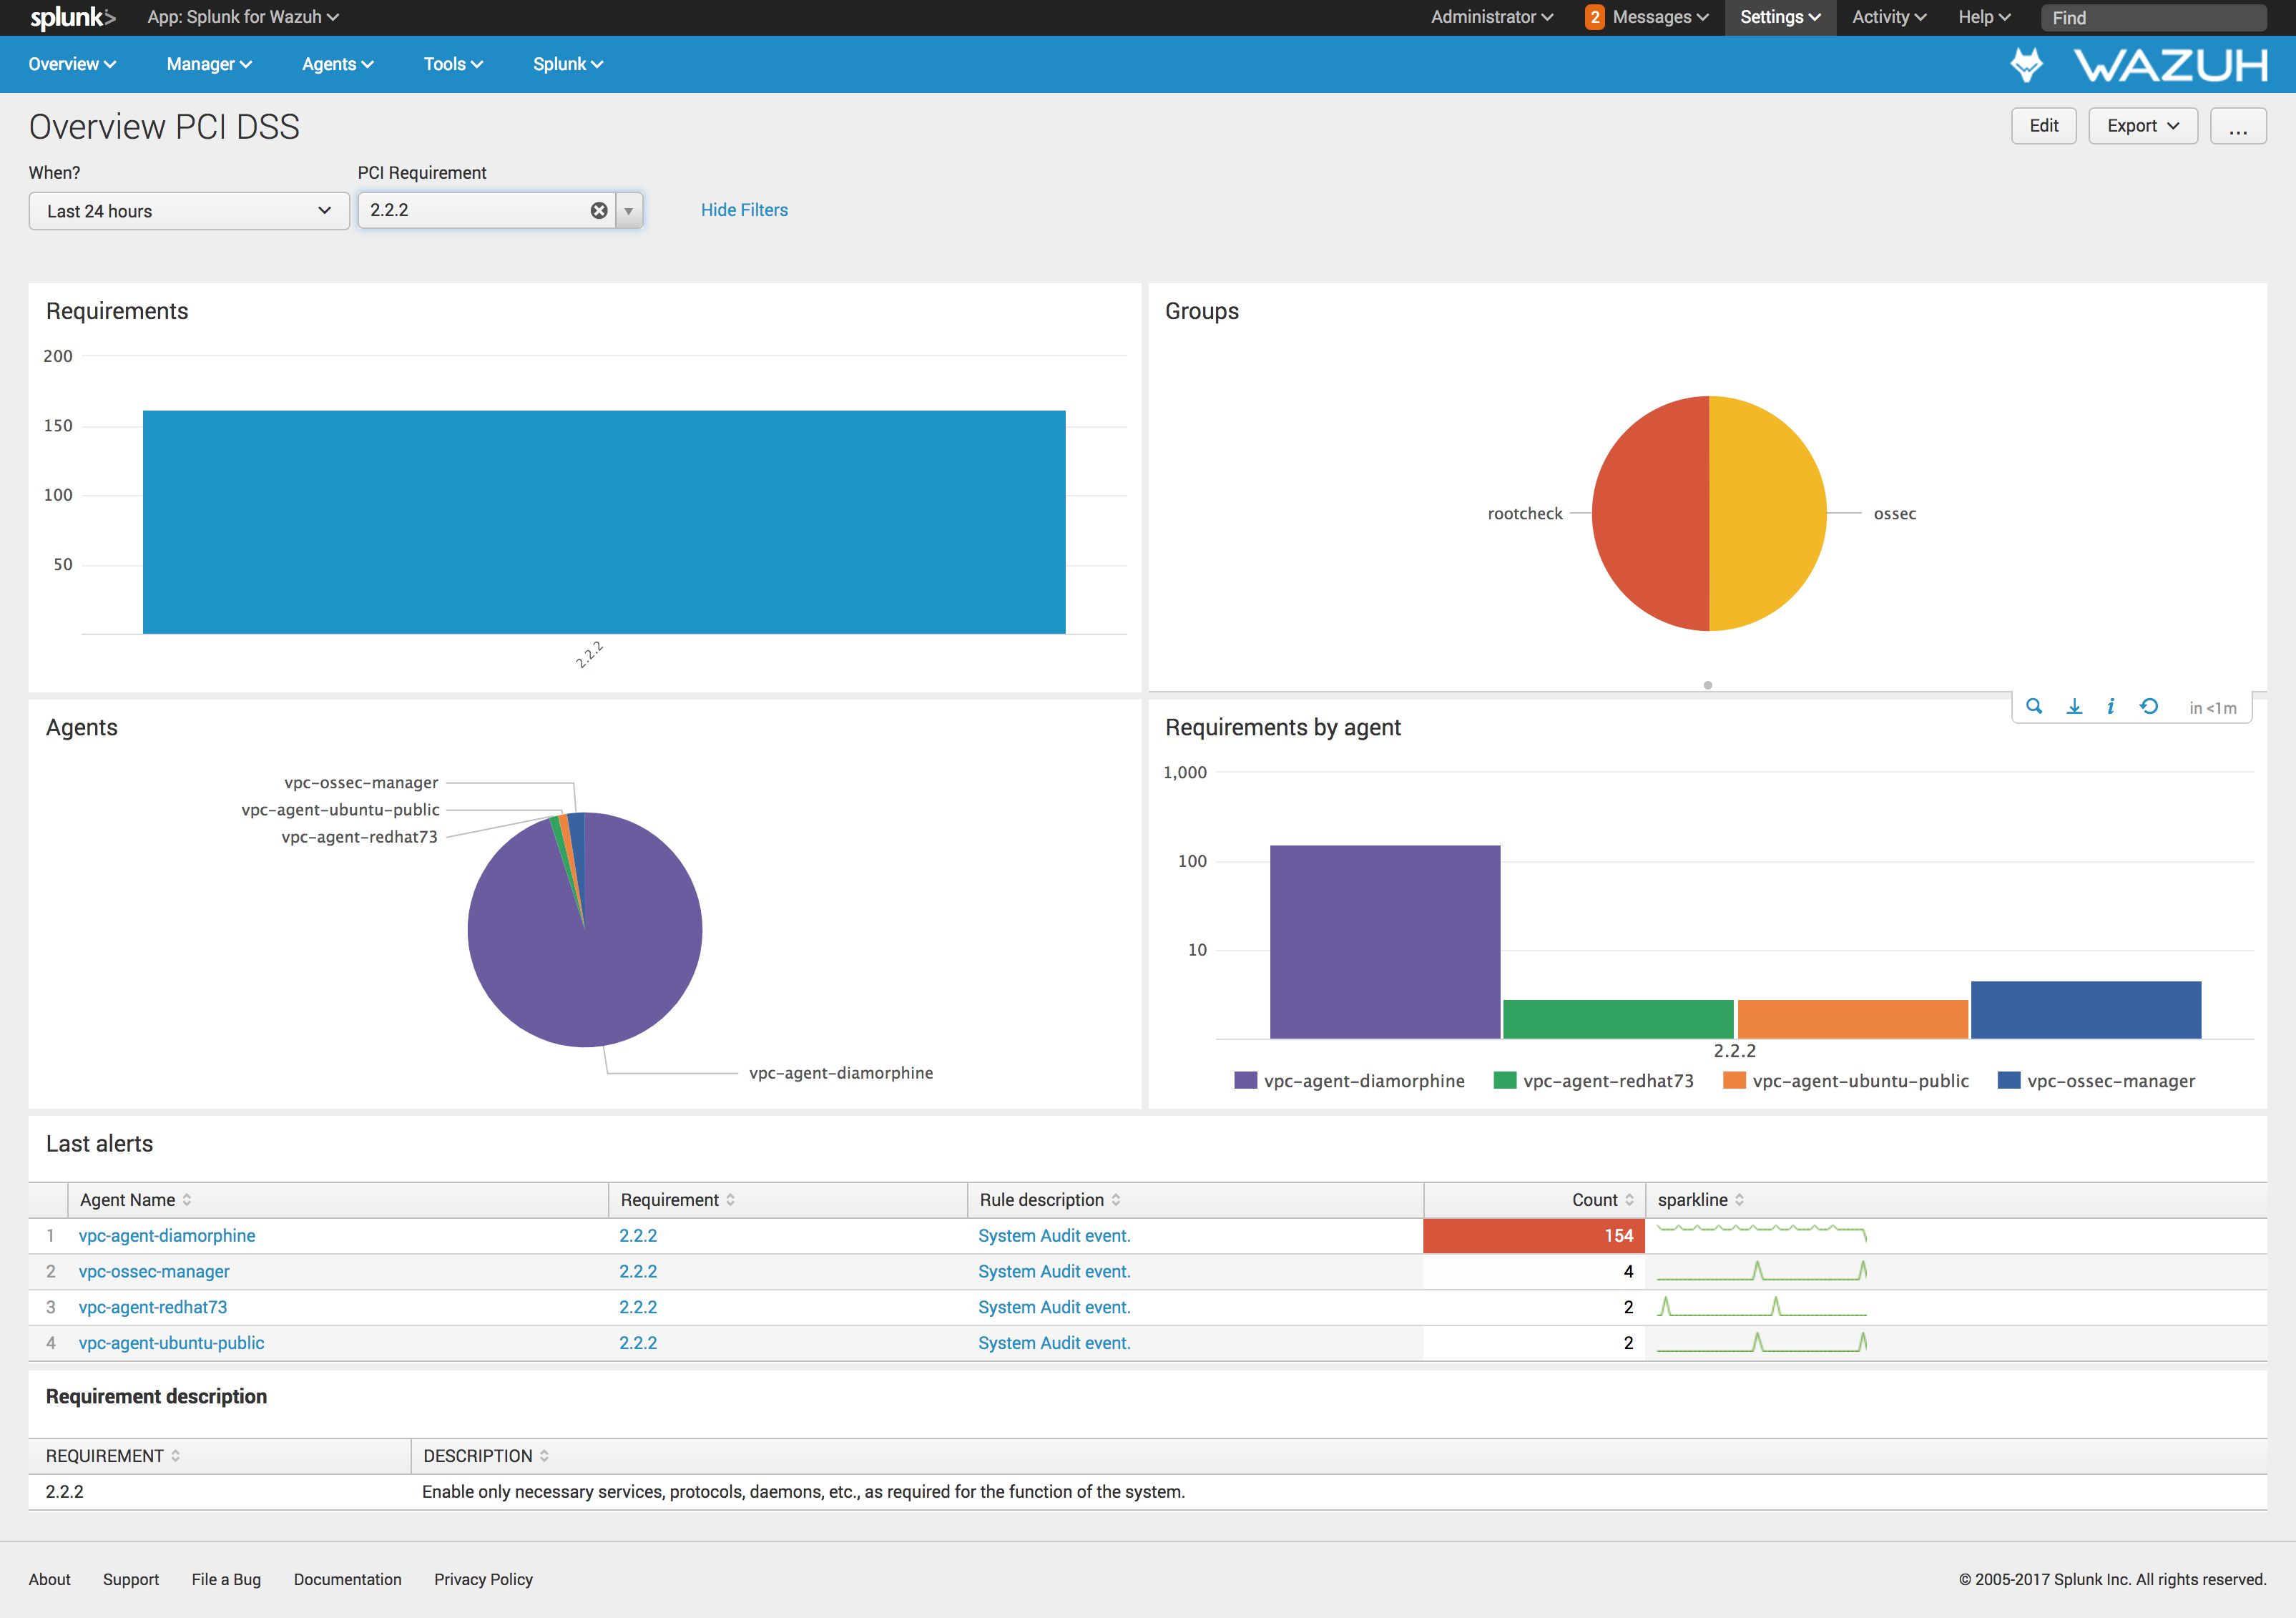 splunk> App: Splunk for Wazuh Administrator 2 Messages Settings Activity Help Find
Overview Manager Agents Tools Splunk WAZUH
Overview PCI DSS Edit Export ...
When? PCI Requirement
Last 24 hours 2.2.2 Hide Filters
Requirements
200
150
100
50
2.2.2
Groups
rootcheck ossec
in <1m
Agents
vpc-ossec-manager
vpc-agent-ubuntu-public
vpc-agent-redhat73
vpc-agent-diamorphine
Requirements by agent
1,000
100
10
2.2.2
vpc-agent-diamorphine vpc-agent-redhat73 vpc-agent-ubuntu-public vpc-ossec-manager
Last alerts
Agent Name Requirement Rule description Count sparkline
1 vpc-agent-diamorphine 2.2.2 System Audit event. 154
2 vpc-ossec-manager 2.2.2 System Audit event. 4
3 vpc-agent-redhat73 2.2.2 System Audit event. 2
4 vpc-agent-ubuntu-public 2.2.2 System Audit event. 2
Requirement description
REQUIREMENT DESCRIPTION
2.2.2 Enable only necessary services, protocols, daemons, etc., as required for the function of the system.
About Support File a Bug Documentation Privacy Policy © 2005-2017 Splunk Inc. All rights reserved.